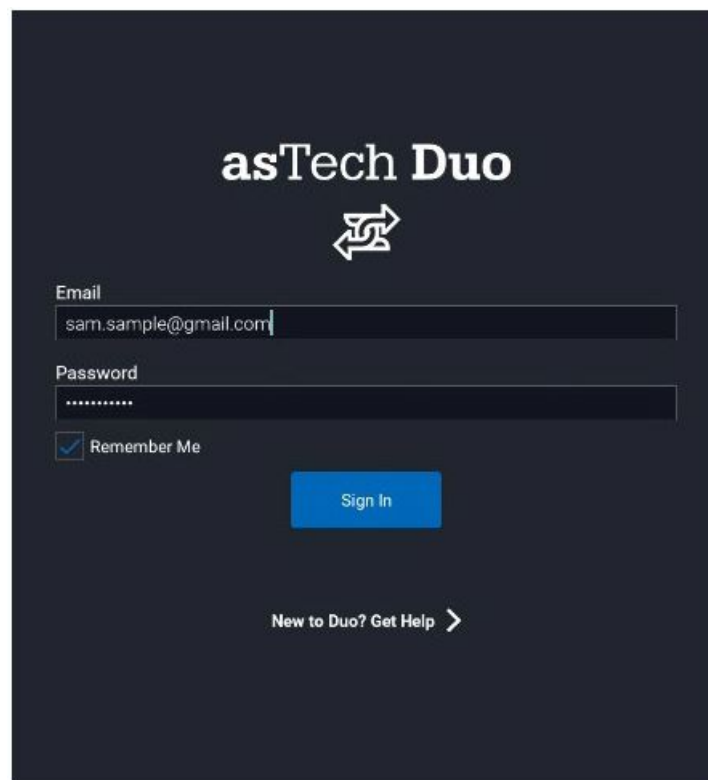 asTech Duo
Email
sam.sample@gmail.com
Password
•••••••••••
Remember Me
Sign In
New to Duo? Get Help